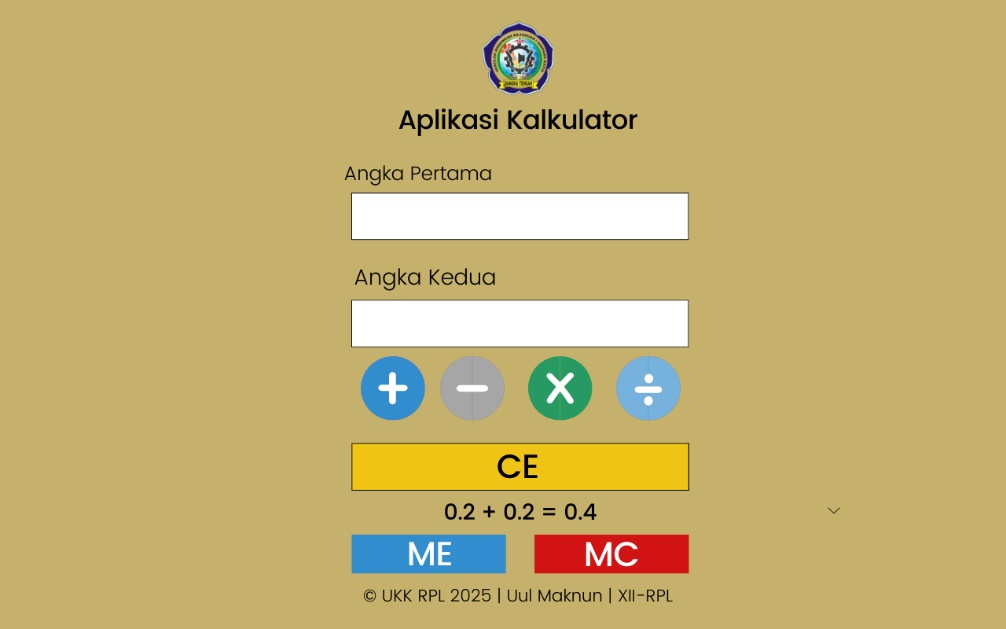 Aplikasi Kalkulator
Angka Pertama
Angka Kedua
+ − × ÷
CE
0.2 + 0.2 = 0.4
ME MC
© UKK RPL 2025 | Uul Maknun | XII-RPL